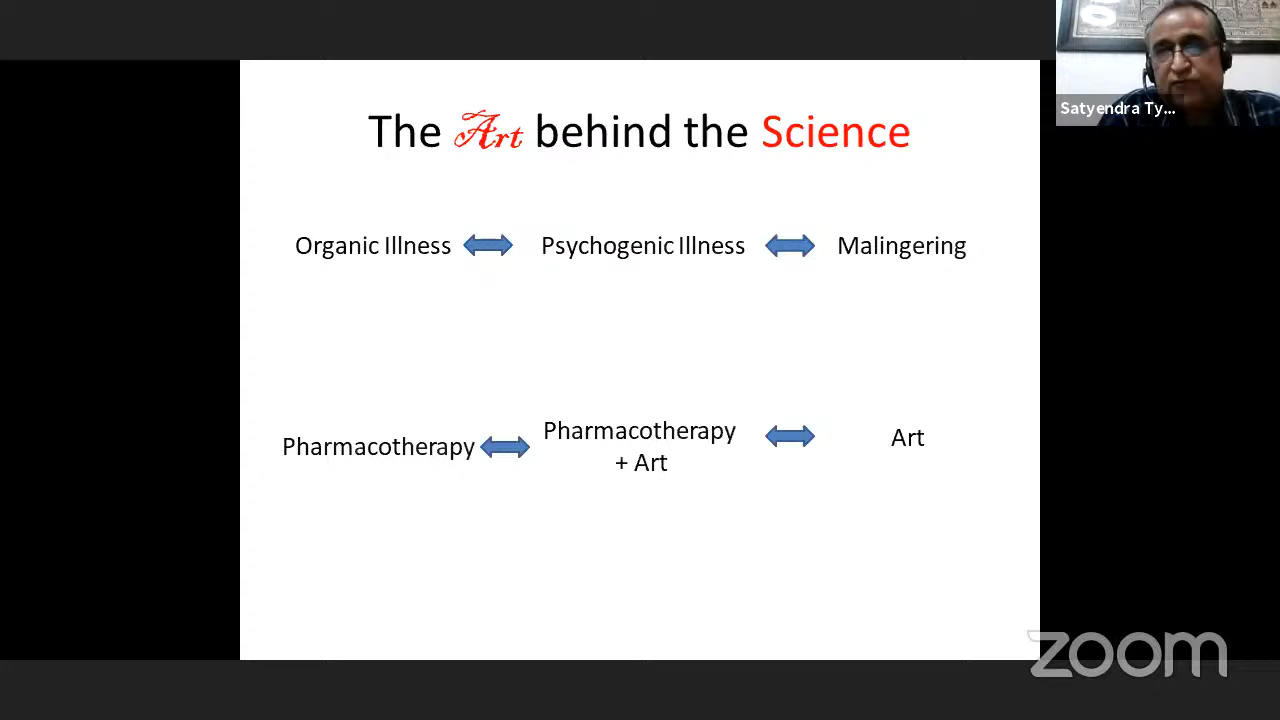 Satyendra Ty...
The Art behind the Science
Organic Illness Psychogenic Illness Malingering
Pharmacotherapy Pharmacotherapy Art
+ Art
zoom